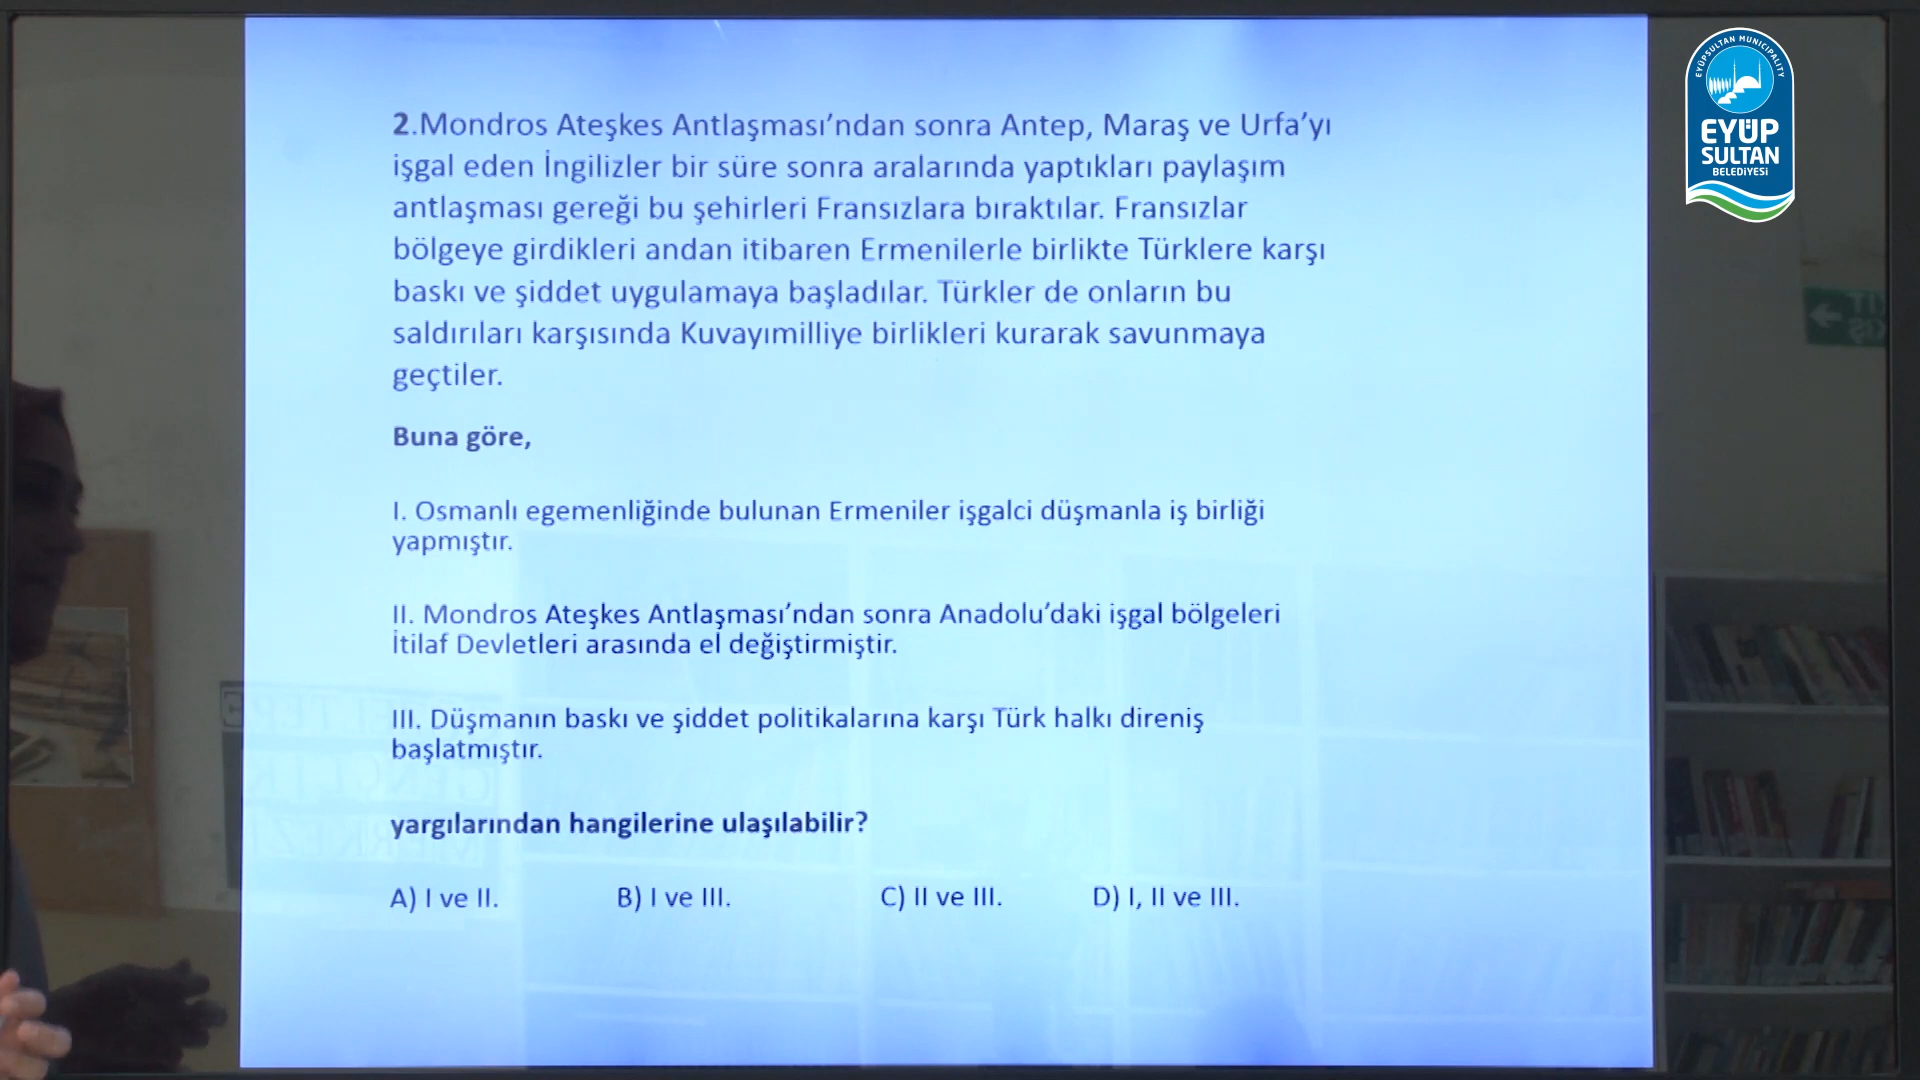 EYÜPSULTAN MUNICIPALITY
EYÜP
SULTAN
BELEDİYESİ
2.Mondros Ateşkes Antlaşması’ndan sonra Antep, Maraş ve Urfa’yı
işgal eden İngilizler bir süre sonra aralarında yaptıkları paylaşım
antlaşması gereği bu şehirleri Fransızlara bıraktılar. Fransızlar
bölgeye girdikleri andan itibaren Ermenilerle birlikte Türklere karşı
baskı ve şiddet uygulamaya başladılar. Türkler de onların bu
saldırıları karşısında Kuvayımilliye birlikleri kurarak savunmaya
geçtiler.
Buna göre,
I. Osmanlı egemenliğinde bulunan Ermeniler işgalci düşmanla iş birliği
yapmıştır.
II. Mondros Ateşkes Antlaşması’ndan sonra Anadolu’daki işgal bölgeleri
İtilaf Devletleri arasında el değiştirmiştir.
III. Düşmanın baskı ve şiddet politikalarına karşı Türk halkı direniş
başlatmıştır.
yargılarından hangilerine ulaşılabilir?
A) I ve II. B) I ve III. C) II ve III. D) I, II ve III.